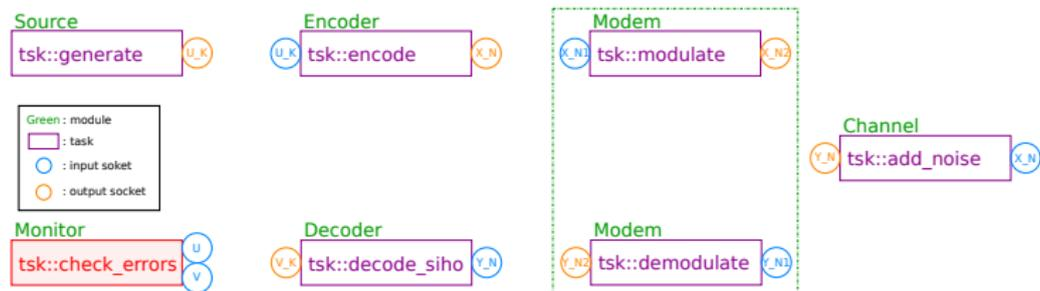 Source
tsk::generate
U_K
Encoder
U_K
tsk::encode
X_N
Modem
X_N1
tsk::modulate
X_N2
Green : module
: task
: input soket
: output socket
Channel
Y_N
tsk::add_noise
X_N
Monitor
tsk::check_errors
U
V
Decoder
V_K
tsk::decode_siho
Y_N
Modem
Y_N2
tsk::demodulate
Y_N1